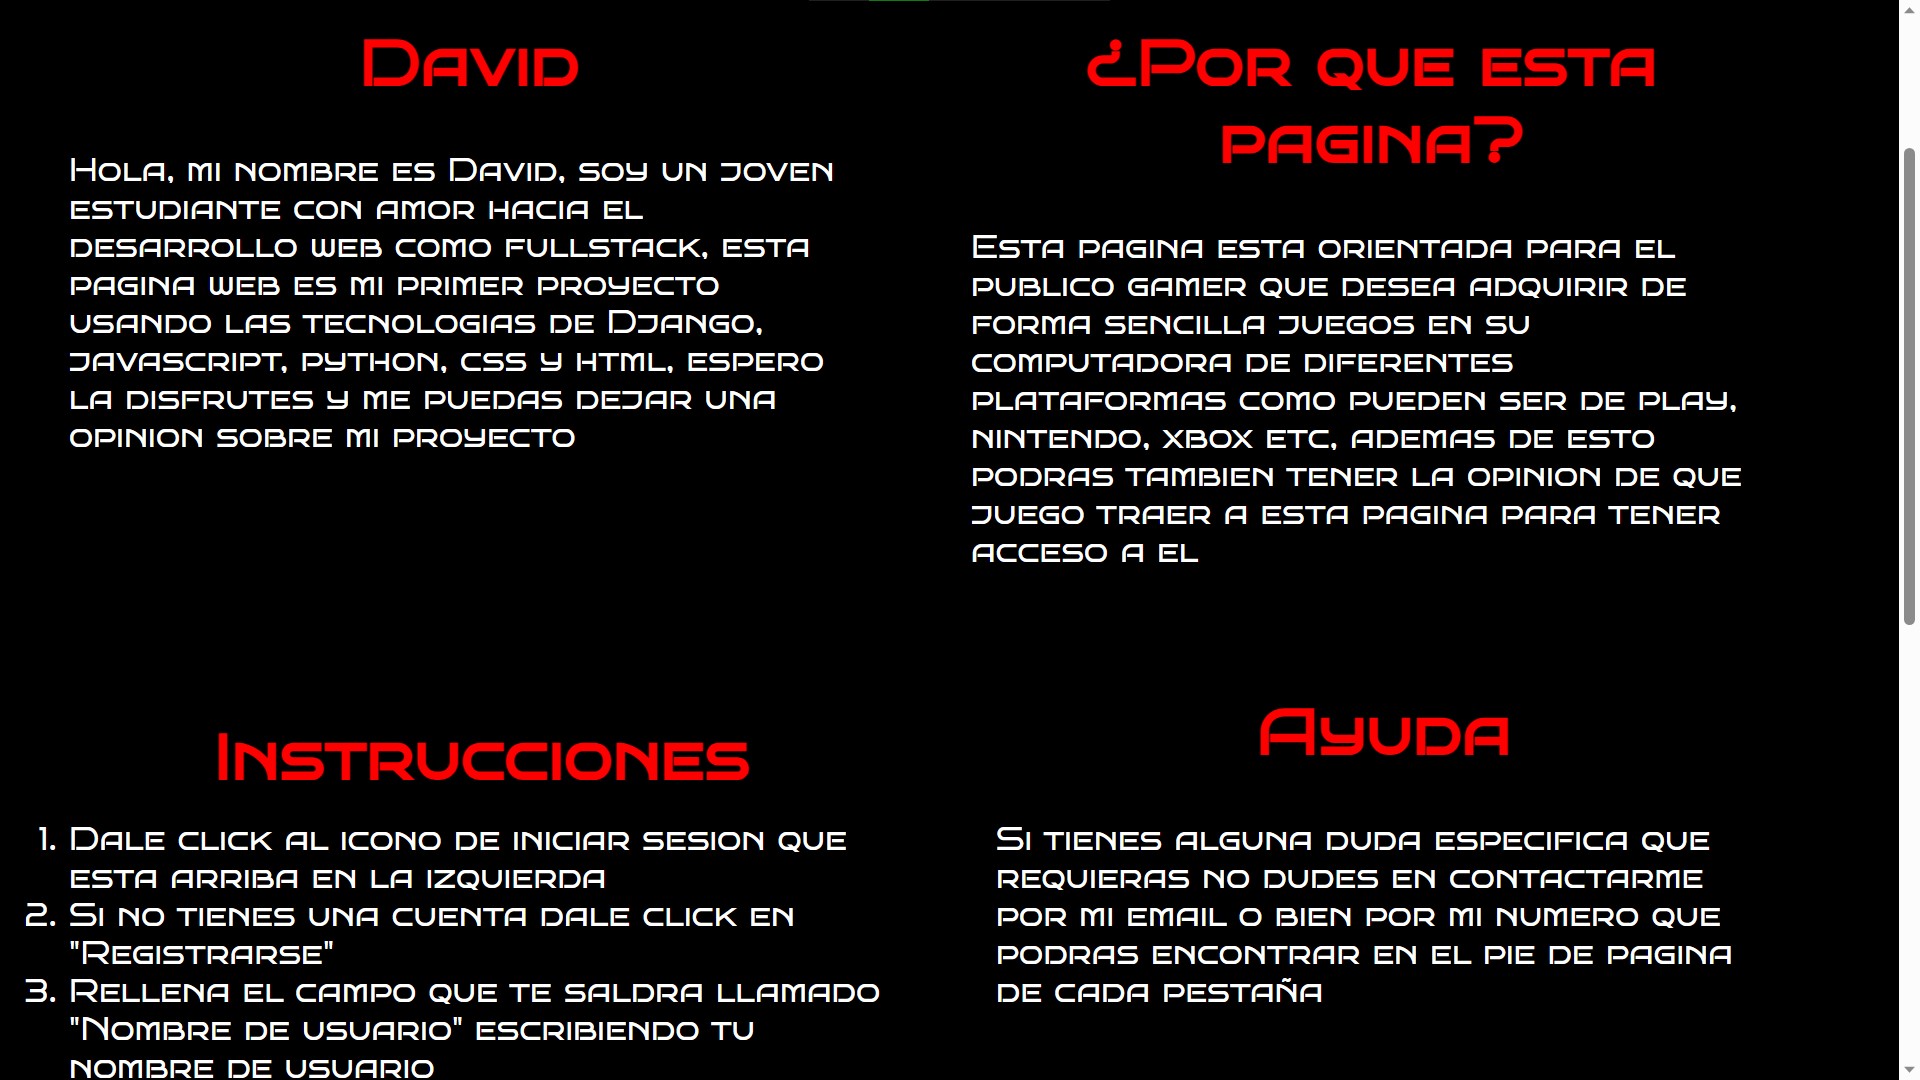 David
Hola, mi nombre es David, soy un joven
estudiante con amor hacia el
desarrollo web como fullstack, esta
pagina web es mi primer proyecto
usando las tecnologias de Django,
javascript, python, css y html, espero
la disfrutes y me puedas dejar una
opinion sobre mi proyecto
¿Por que esta
pagina?
Esta pagina esta orientada para el
publico gamer que desea adquirir de
forma sencilla juegos en su
computadora de diferentes
plataformas como pueden ser de play,
nintendo, xbox etc, ademas de esto
podras tambien tener la opinion de que
juego traer a esta pagina para tener
acceso a el
Instrucciones
1. Dale click al icono de iniciar sesion que
esta arriba en la izquierda
2. Si no tienes una cuenta dale click en
"Registrarse"
3. Rellena el campo que te saldra llamado
"Nombre de usuario" escribiendo tu
nombre de usuario
Ayuda
Si tienes alguna duda especifica que
requieras no dudes en contactarme
por mi email o bien por mi numero que
podras encontrar en el pie de pagina
de cada pestaña